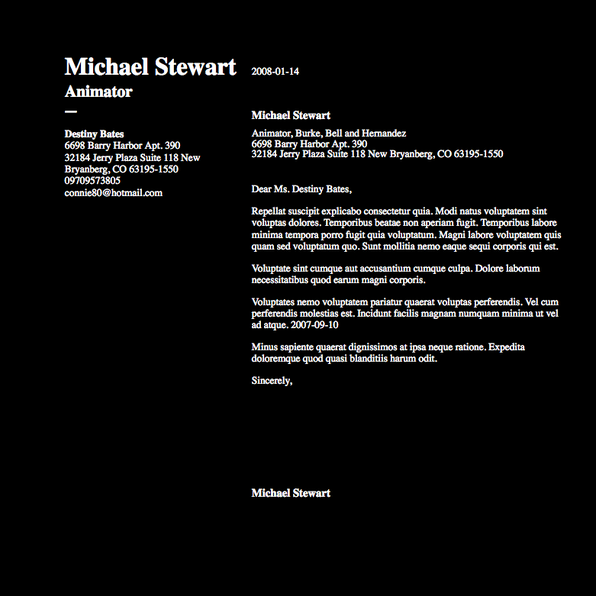 Michael Stewart
Animator
—
Destiny Bates
6698 Barry Harbor Apt. 390
32184 Jerry Plaza Suite 118 New
Bryanberg, CO 63195-1550
09709573805
connie80@hotmail.com
2008-01-14
Michael Stewart
Animator, Burke, Bell and Hernandez
6698 Barry Harbor Apt. 390
32184 Jerry Plaza Suite 118 New Bryanberg, CO 63195-1550
Dear Ms. Destiny Bates,
Repellat suscipit explicabo consectetur quia. Modi natus voluptatem sint
voluptas dolores. Temporibus beatae non aperiam fugit. Temporibus labore
minima tempora porro fugit quia voluptatum. Magni labore voluptatem quis
quam sed voluptatum quo. Sunt mollitia nemo eaque sequi corporis qui est.
Voluptate sint cumque aut accusantium cumque culpa. Dolore laborum
necessitatibus quod earum magni corporis.
Voluptates nemo voluptatem pariatur quaerat voluptas perferendis. Vel cum
perferendis molestias est. Incidunt facilis magnam numquam minima ut vel
ad atque. 2007-09-10
Minus sapiente quaerat dignissimos at ipsa neque ratione. Expedita
doloremque quod quasi blanditiis harum odit.
Sincerely,
Michael Stewart